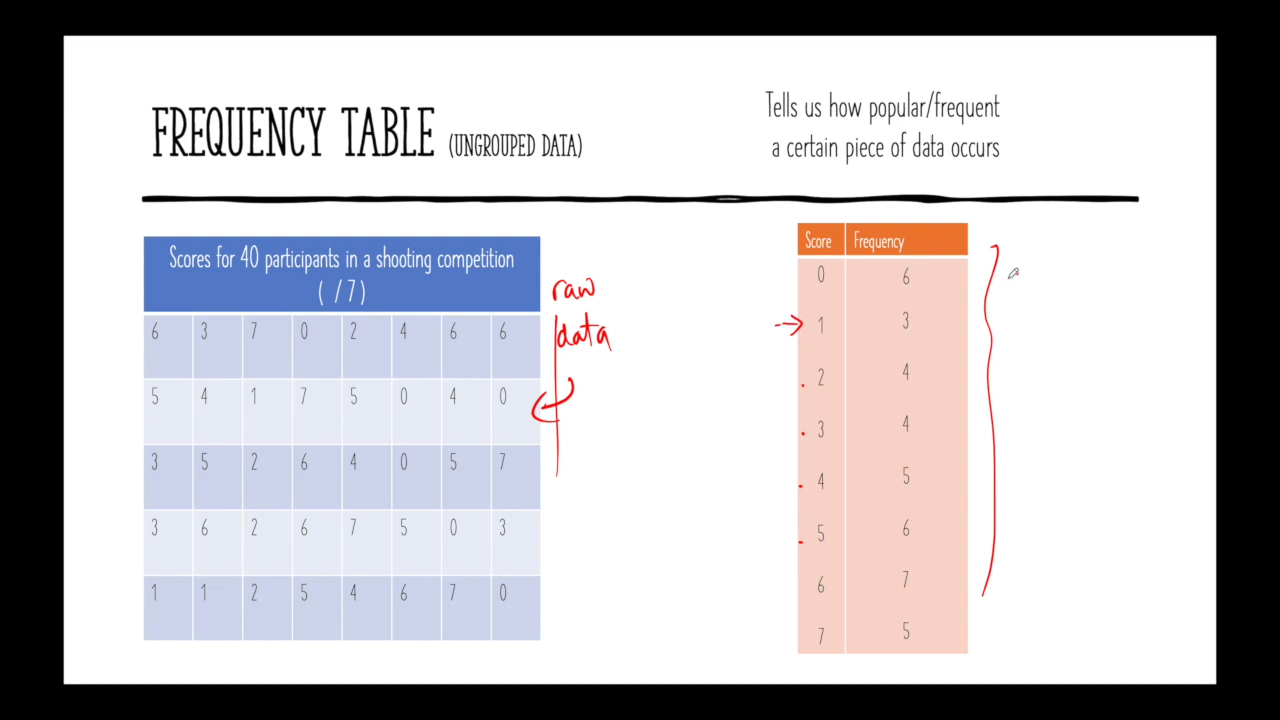 FREQUENCY TABLE (UNGROUPED DATA)
Tells us how popular/frequent
a certain piece of data occurs
Scores for 40 participants in a shooting competition
( / 7)
6 3 7 0 2 4 6 6
5 4 1 7 5 0 4 0
3 5 2 6 4 0 5 7
3 6 2 6 7 5 0 3
1 1 2 5 4 6 7 0
raw
data
Score Frequency
0 6
1 3
2 4
3 4
4 5
5 6
6 7
7 5